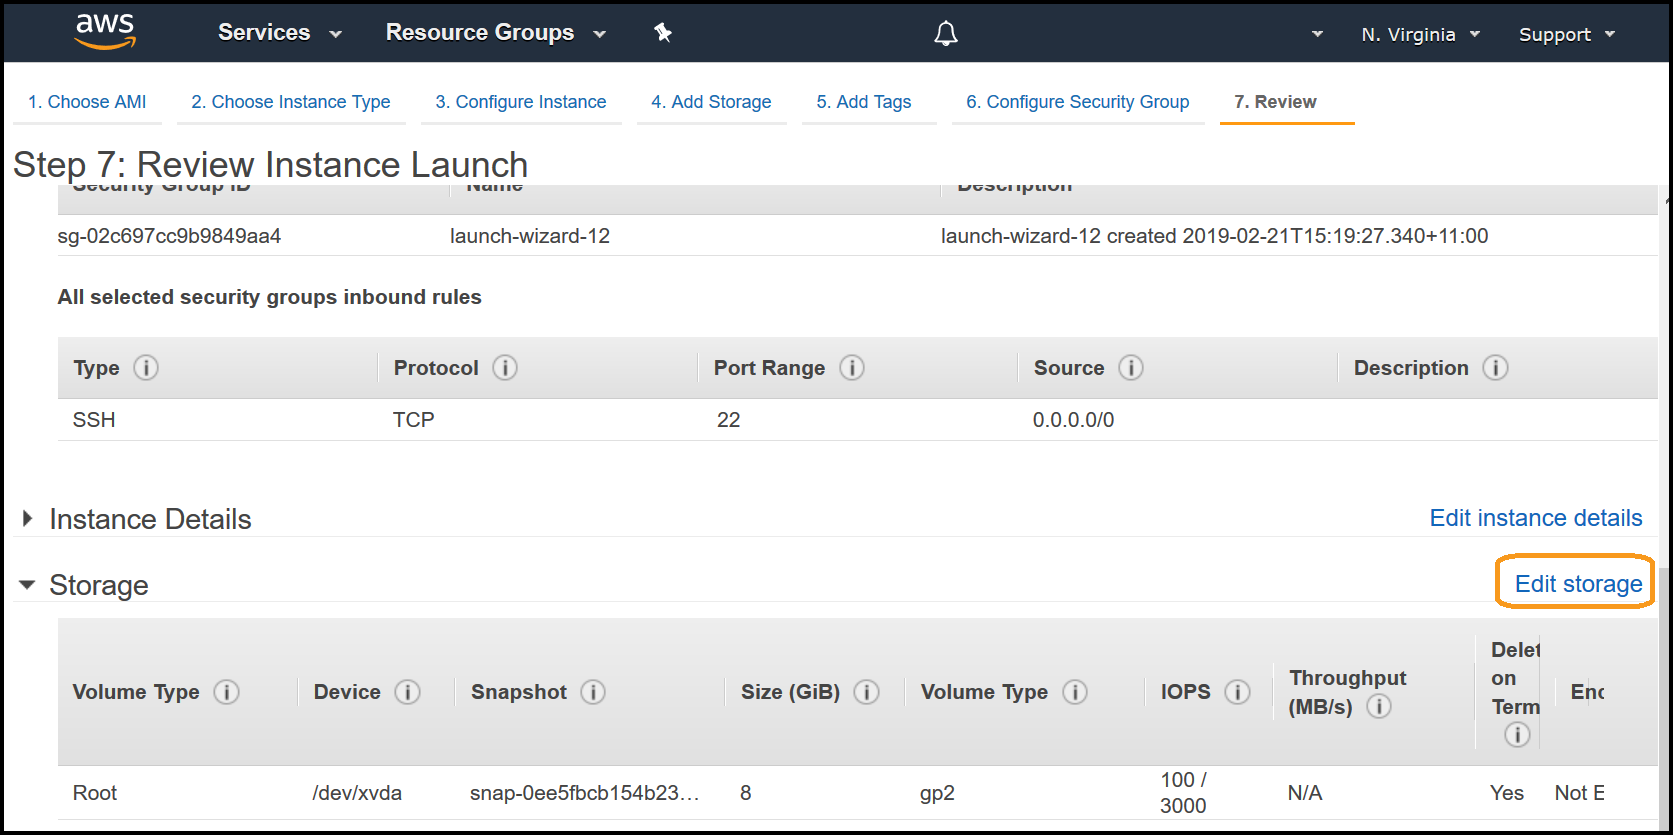 aws Services Resource Groups N. Virginia Support
1. Choose AMI 2. Choose Instance Type 3. Configure Instance 4. Add Storage 5. Add Tags 6. Configure Security Group 7. Review
Step 7: Review Instance Launch
Security Group ID Name Description
sg-02c697cc9b9849aa4 launch-wizard-12 launch-wizard-12 created 2019-02-21T15:19:27.340+11:00
All selected security groups inbound rules
Type i Protocol i Port Range i Source i Description i
SSH TCP 22 0.0.0.0/0
Instance Details Edit instance details
Storage Edit storage
Volume Type i Device i Snapshot i Size (GiB) i Volume Type i IOPS i Throughput
(MB/s) i Delet
on
Term
i Enc
Root /dev/xvda snap-0ee5fbcb154b23... 8 gp2 100 /
3000 N/A Yes Not E